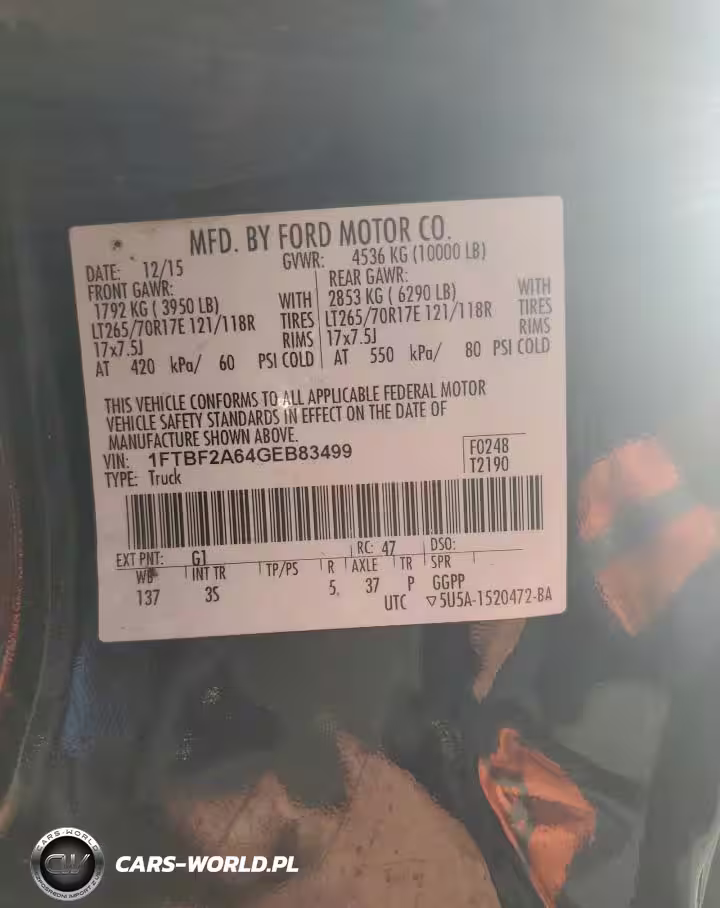 MFD. BY FORD MOTOR CO.
DATE: 12/15 GVWR: 4536 KG (10000 LB)
FRONT GAWR: REAR GAWR:
1792 KG ( 3950 LB) WITH 2853 KG ( 6290 LB) WITH
LT265/70R17E 121/118R TIRES LT265/70R17E 121/118R TIRES
17x7.5J RIMS 17x7.5J RIMS
AT 420 kPa/ 60 PSI COLD AT 550 kPa/ 80 PSI COLD
THIS VEHICLE CONFORMS TO ALL APPLICABLE FEDERAL MOTOR
VEHICLE SAFETY STANDARDS IN EFFECT ON THE DATE OF
MANUFACTURE SHOWN ABOVE.
VIN: 1FTBF2A64GEB83499 F0248
TYPE: Truck T2190
EXT PNT: G1 RC: 47 DSO:
WB INT TR TP/PS R AXLE TR SPR
137 3S 5 37 P GGPP
UTC ▽5U5A-1520472-BA
CARS-WORLD
CW
CARS-WORLD.PL